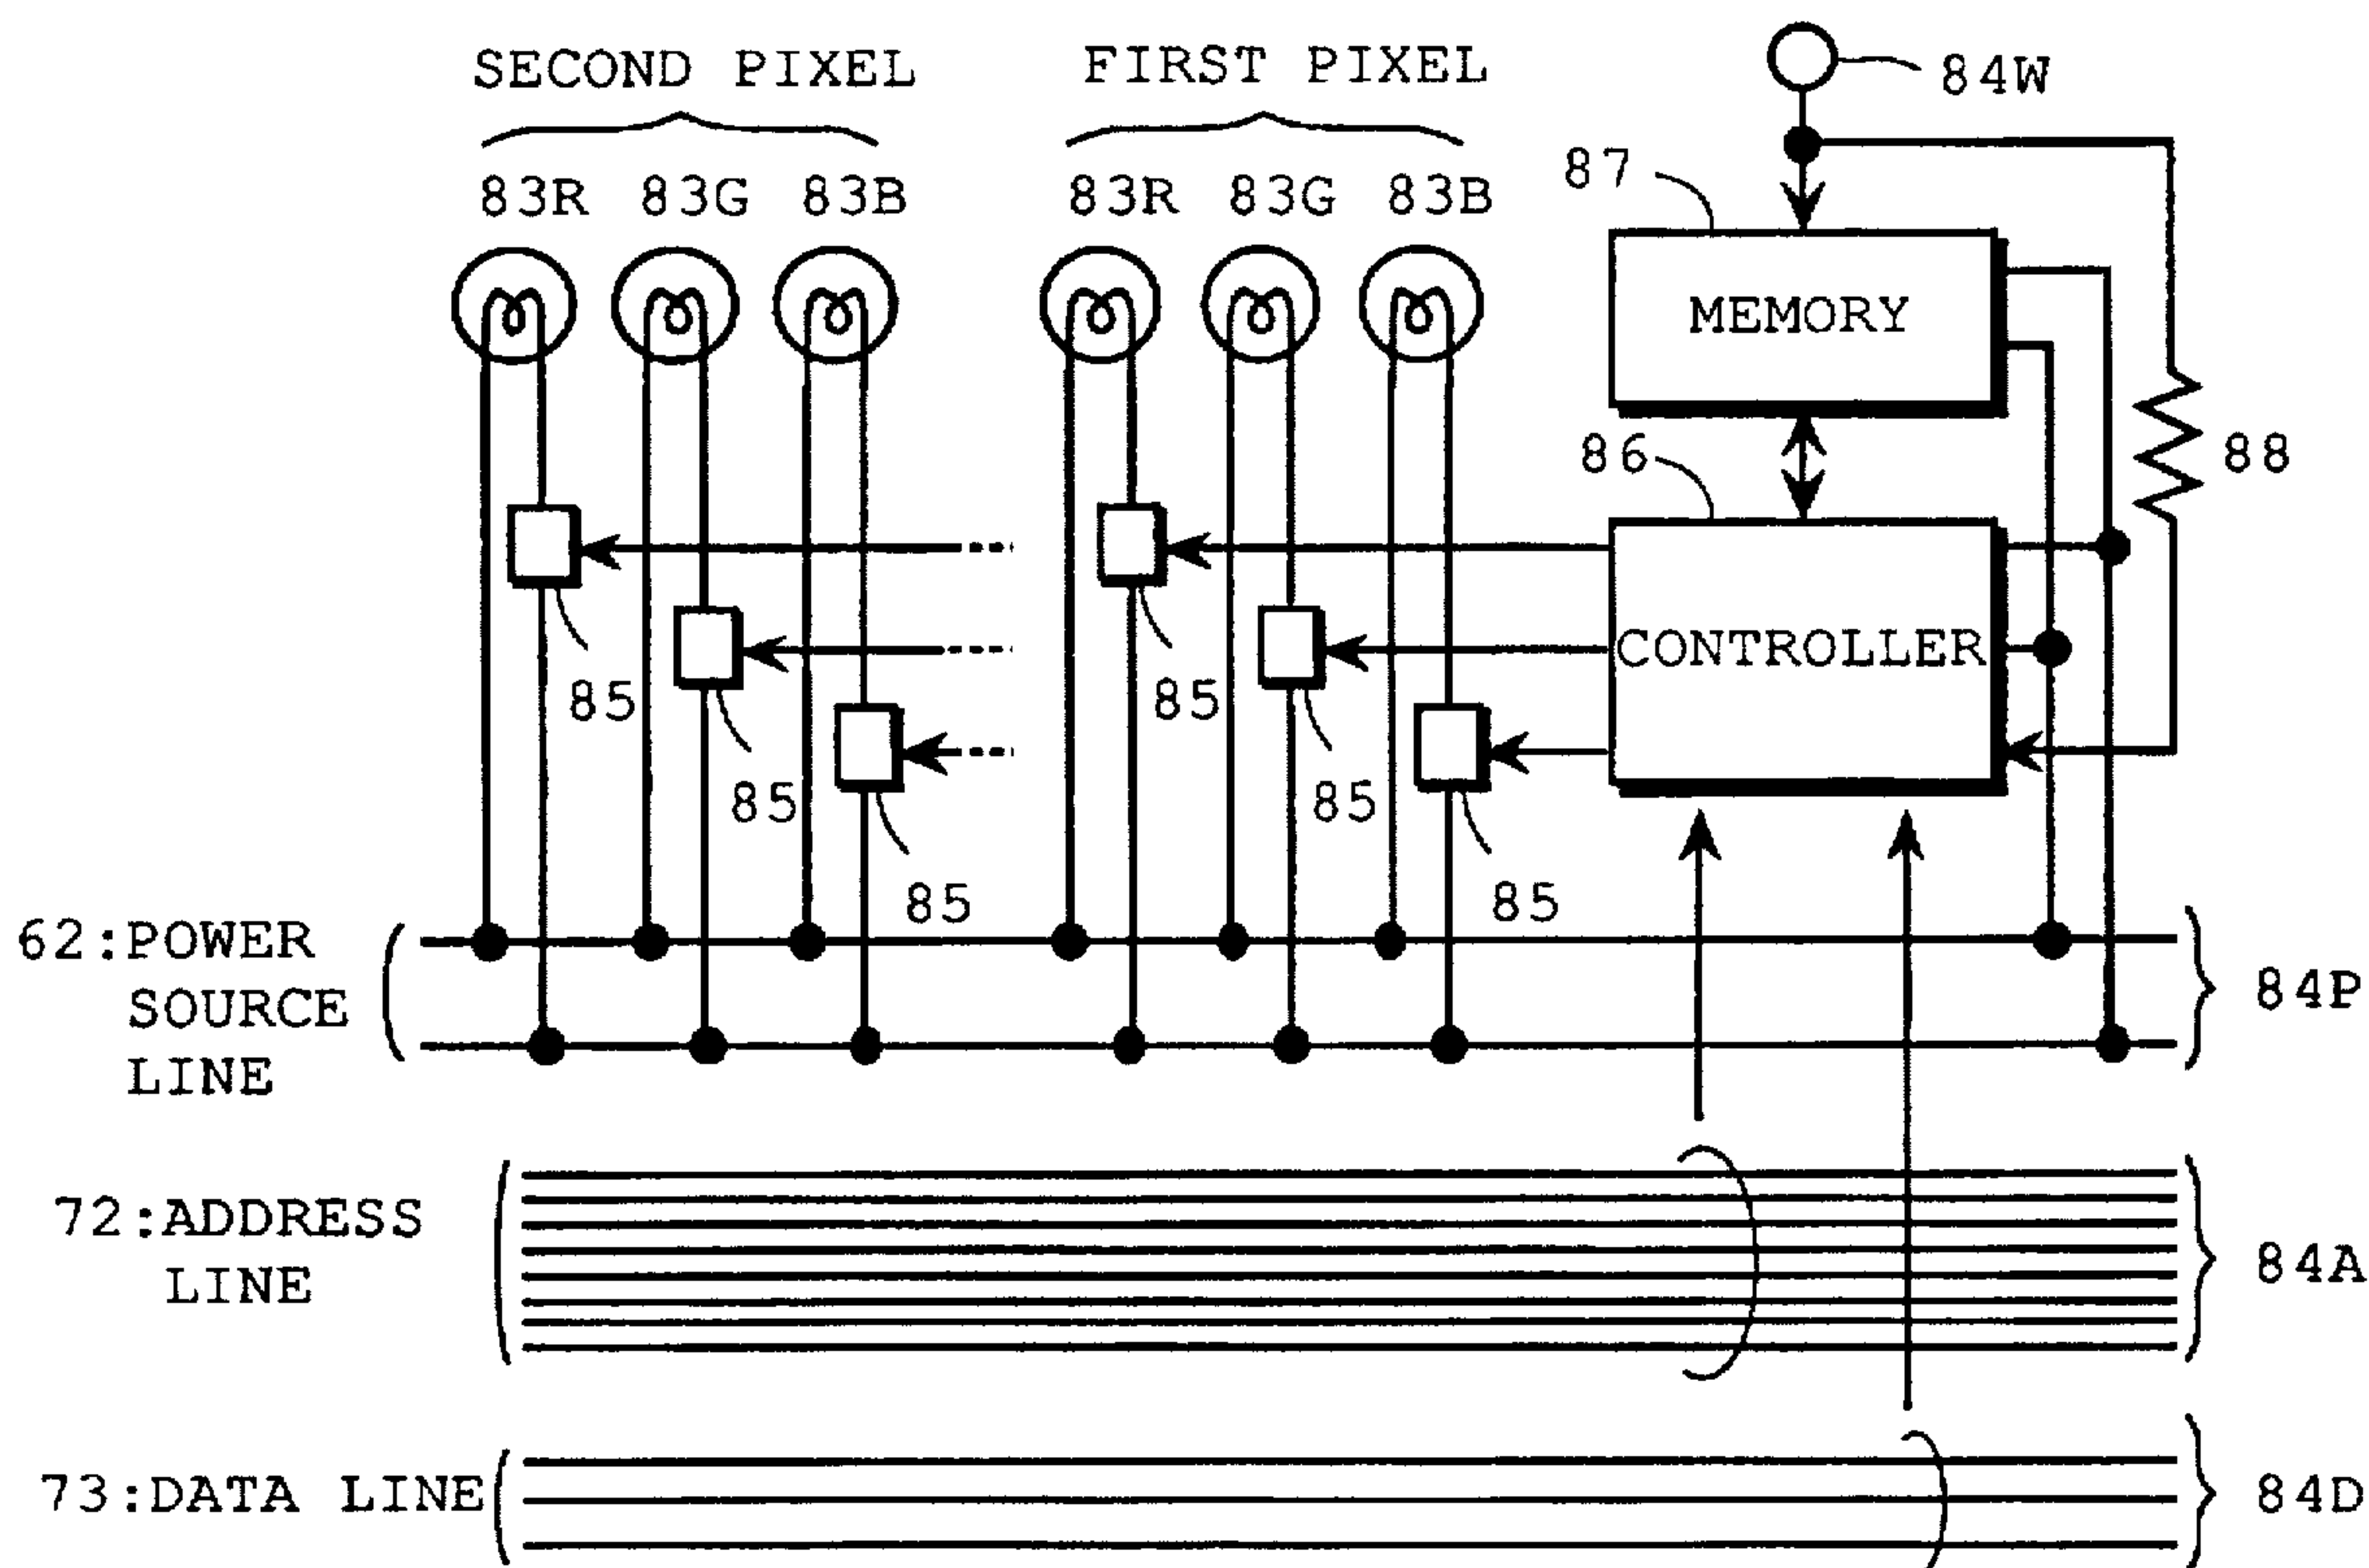 SECOND PIXEL
FIRST PIXEL
84W
83R 83G 83B
83R 83G 83B
87
MEMORY
86
88
CONTROLLER
85
85
85
85
85
85
62:POWER
SOURCE
LINE
84P
72:ADDRESS
LINE
84A
73:DATA LINE
84D